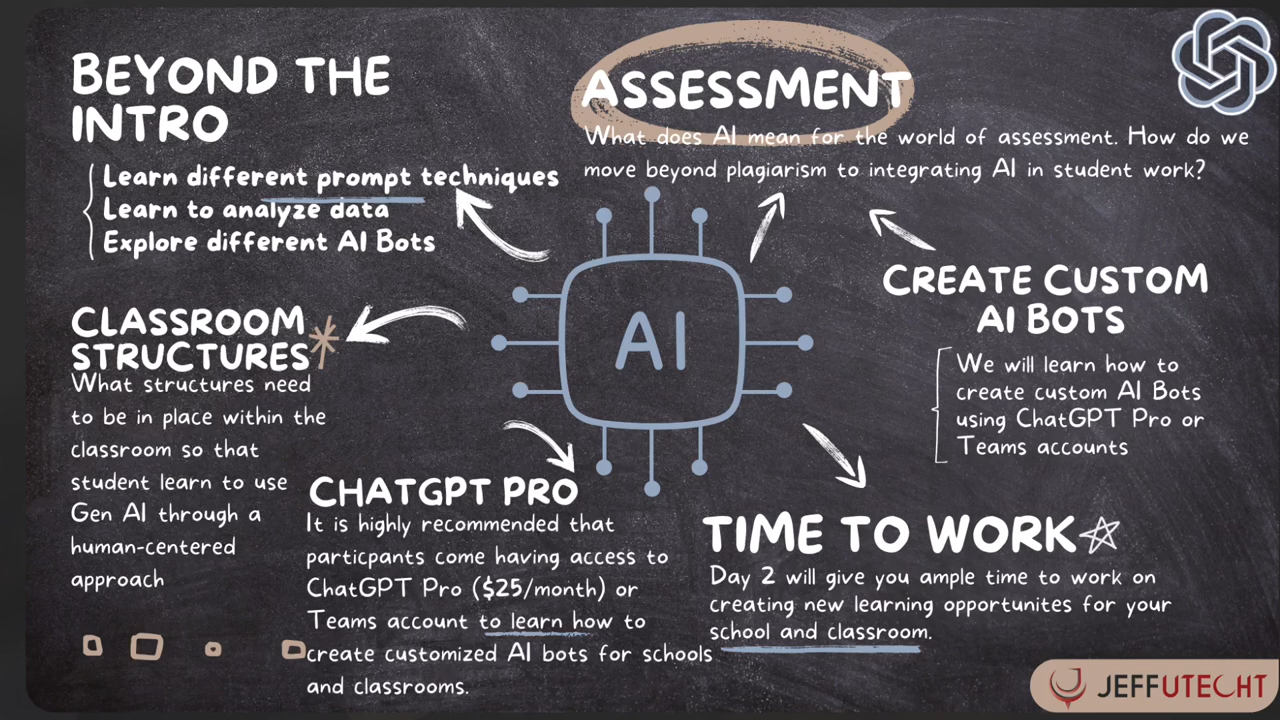 BEYOND THE
INTRO
Learn different prompt techniques
Learn to analyze data
Explore different AI Bots
ASSESSMENT
What does AI mean for the world of assessment. How do we
move beyond plagiarism to integrating AI in student work?
CREATE CUSTOM
AI BOTS
We will learn how to
create custom AI Bots
using ChatGPT Pro or
Teams accounts
AI
CLASSROOM
STRUCTURES
What structures need
to be in place within the
classroom so that
student learn to use
Gen AI through a
human-centered
approach
CHATGPT PRO
It is highly recommended that
particpants come having access to
ChatGPT Pro ($25/month) or
Teams account to learn how to
create customized AI bots for schools
and classrooms.
TIME TO WORK
Day 2 will give you ample time to work on
creating new learning opportunites for your
school and classroom.
JEFFUTECHT